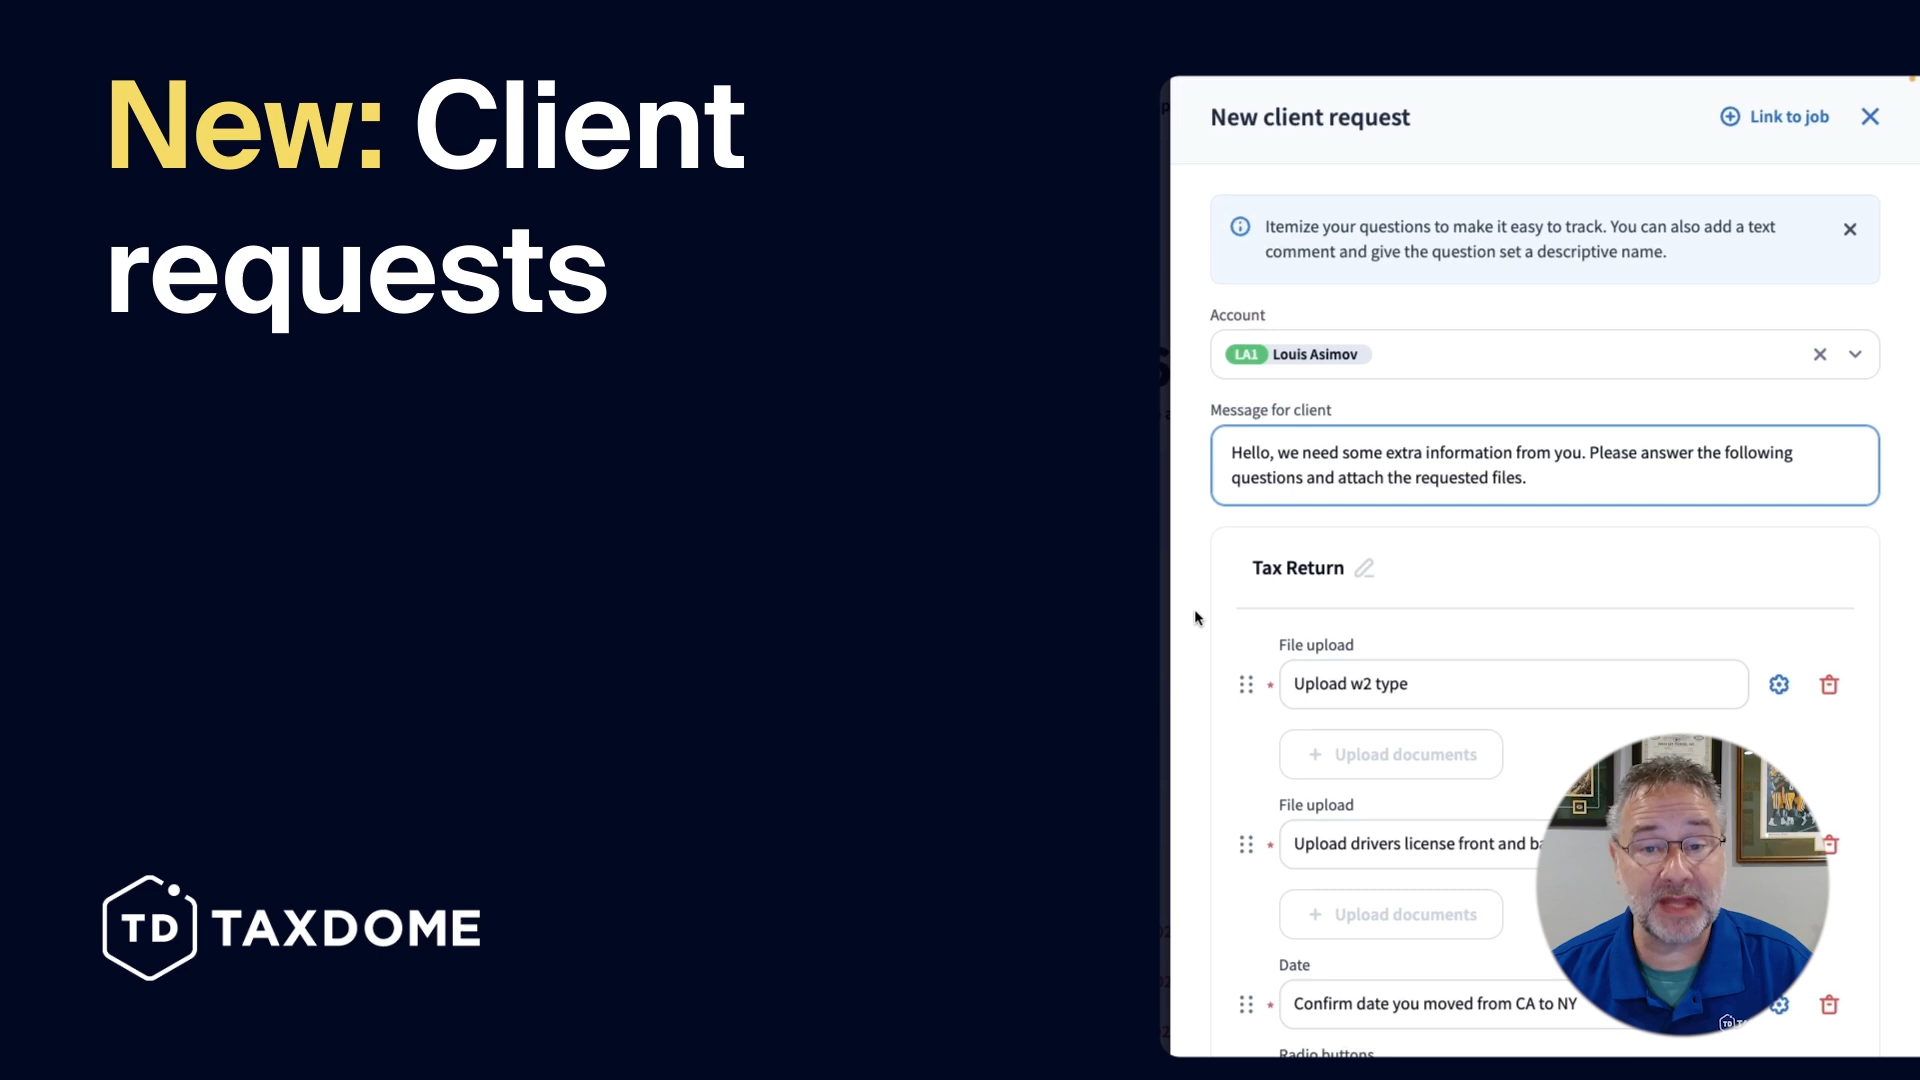 New: Client
requests
TD TAXDOME
New client request
Link to job
Itemize your questions to make it easy to track. You can also add a text
comment and give the question set a descriptive name.
Account
LA1 Louis Asimov
Message for client
Hello, we need some extra information from you. Please answer the following
questions and attach the requested files.
Tax Return
File upload
* Upload w2 type
+ Upload documents
File upload
* Upload drivers license front and
+ Upload documents
Date
* Confirm date you moved from CA to NY
Radio buttons
TD